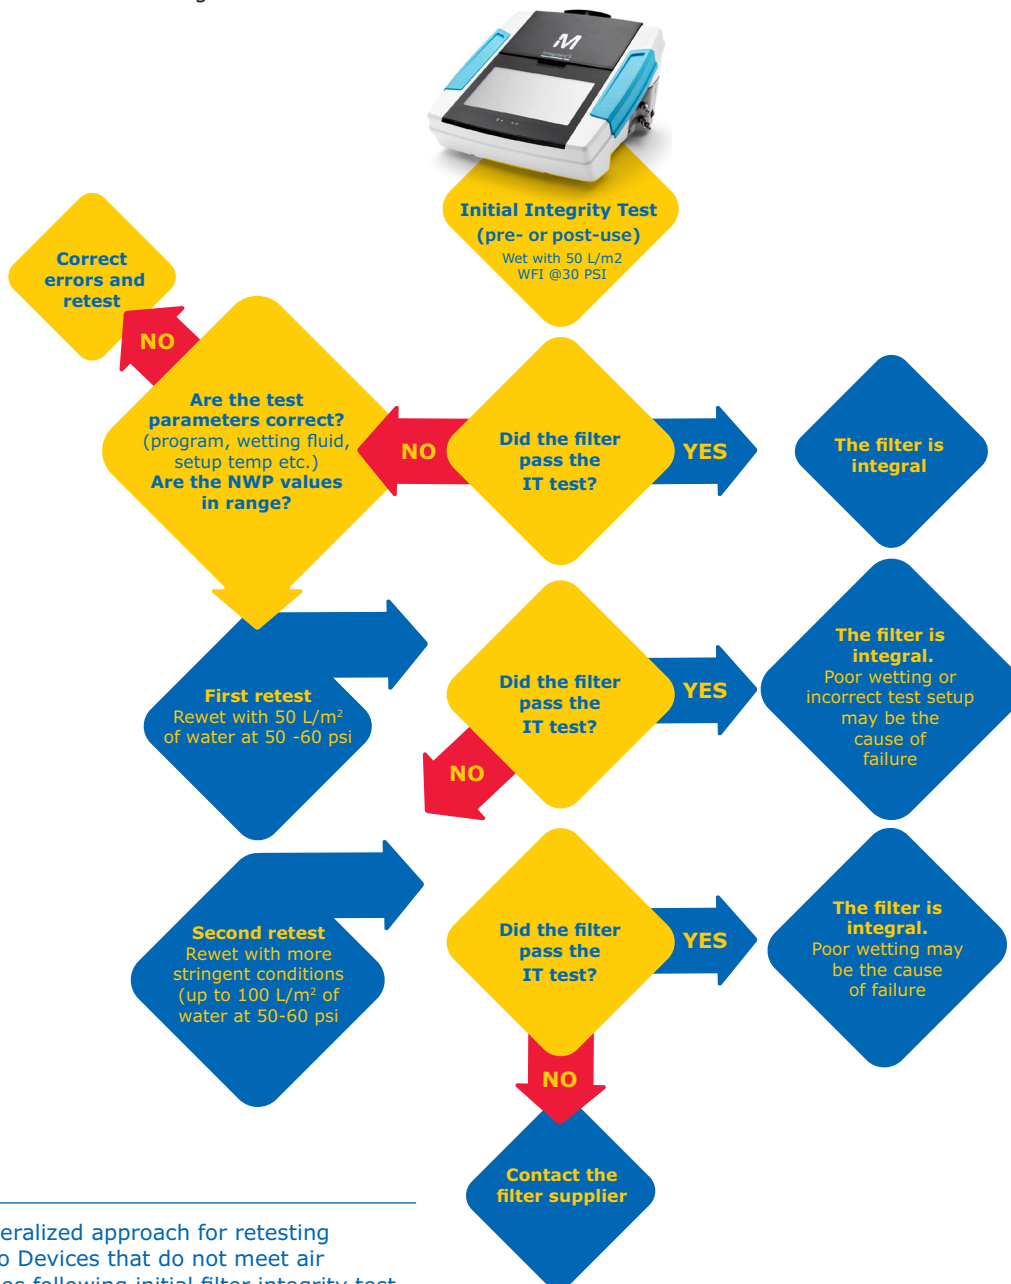 Initial Integrity Test
(pre- or post-use)
Wet with 50 L/m2
WFI @30 PSI
Correct
errors and
retest
NO
Are the test
parameters correct?
(program, wetting fluid,
setup temp etc.)
Are the NWP values
in range?
NO
Did the filter
pass the
IT test?
YES
The filter is
integral
First retest
Rewet with 50 L/m²
of water at 50 -60 psi
Did the filter
pass the
IT test?
YES
The filter is
integral.
Poor wetting or
incorrect test setup
may be the
cause of
failure
NO
Second retest
Rewet with more
stringent conditions
(up to 100 L/m² of
water at 50-60 psi
Did the filter
pass the
IT test?
YES
The filter is
integral.
Poor wetting may
be the cause
of failure
NO
Contact the
filter supplier
eralized approach for retesting
o Devices that do not meet air
es following initial filter integrity test